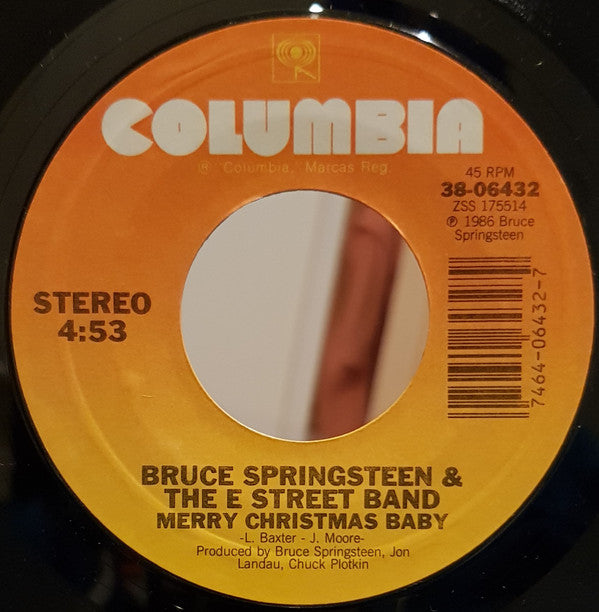 COLUMBIA
® "Columbia," Marcas Reg.
45 RPM
38-06432
ZSS 175514
℗ 1986 Bruce
Springsteen
STEREO
4:53
7464-06432-7
BRUCE SPRINGSTEEN &
THE E STREET BAND
MERRY CHRISTMAS BABY
-L. Baxter - J. Moore-
Produced by Bruce Springsteen, Jon
Landau, Chuck Plotkin